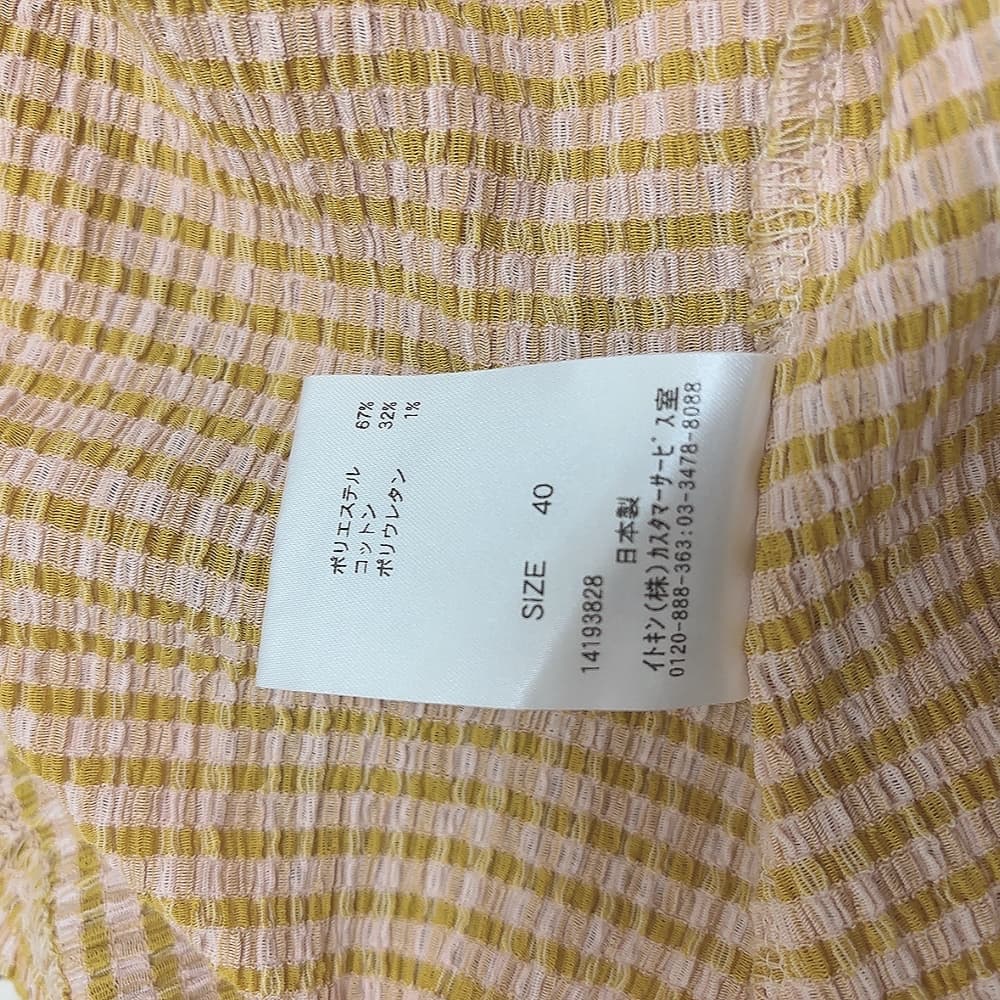 ポリエステル 67%
コットン 32%
ポリウレタン 1%
SIZE 40
14193828
日本製
イトキン(株)カスタマーサービス室
0120-888-363:03-3478-8088